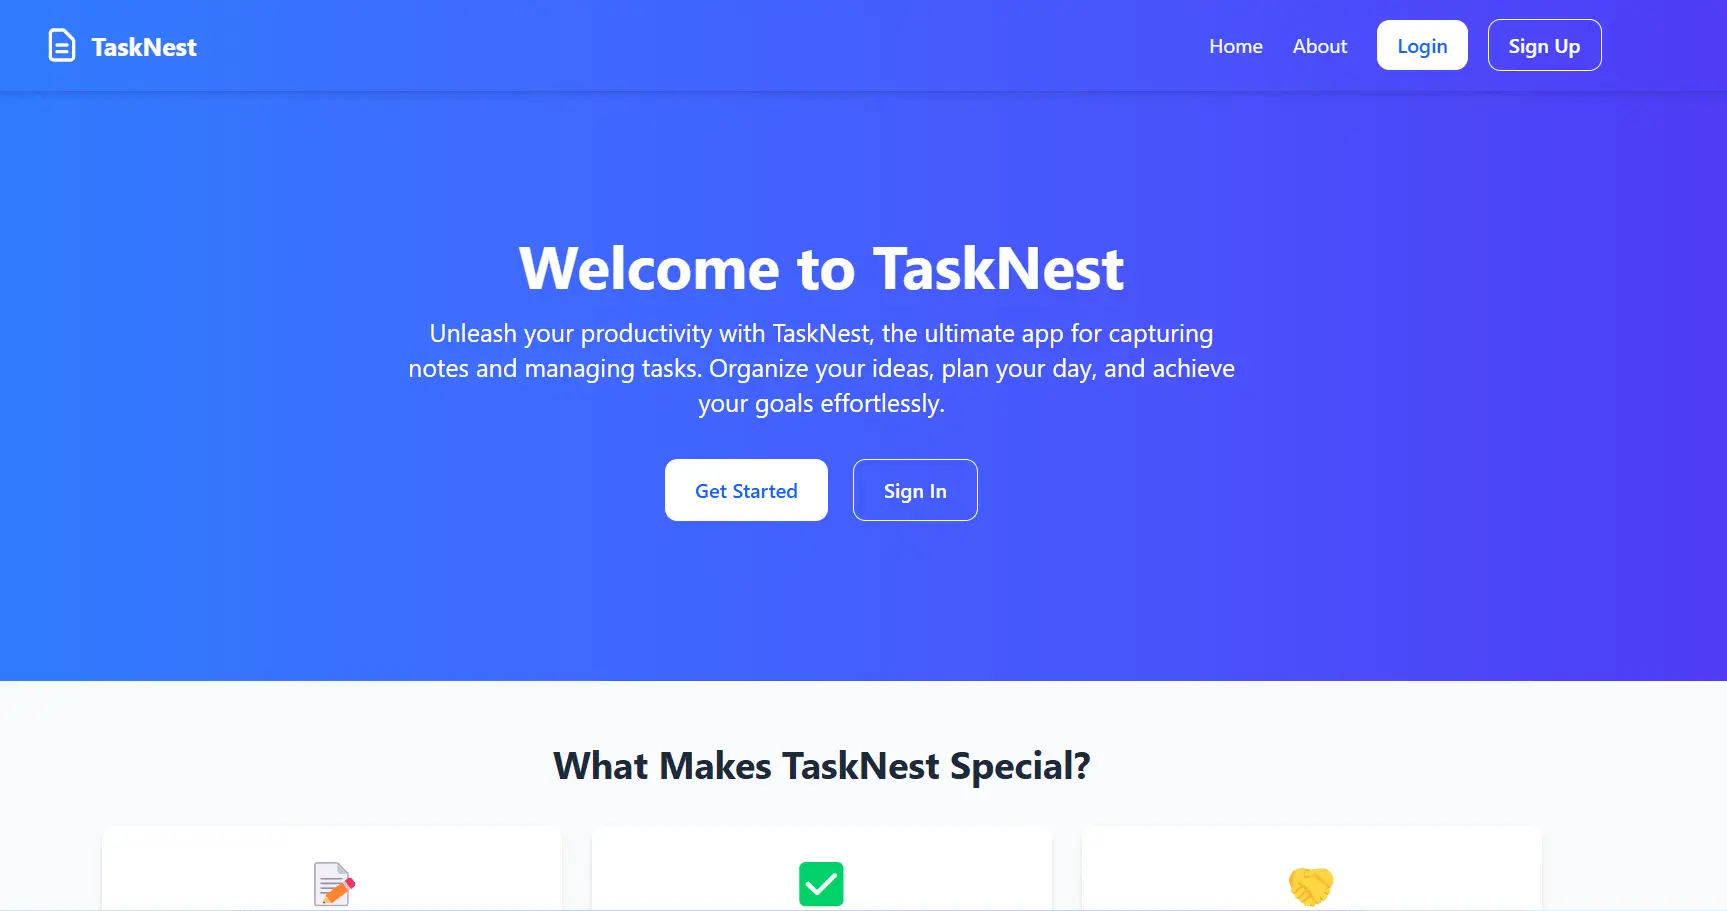 TaskNest
Home
About
Login
Sign Up
Welcome to TaskNest
Unleash your productivity with TaskNest, the ultimate app for capturing
notes and managing tasks. Organize your ideas, plan your day, and achieve
your goals effortlessly.
Get Started
Sign In
What Makes TaskNest Special?